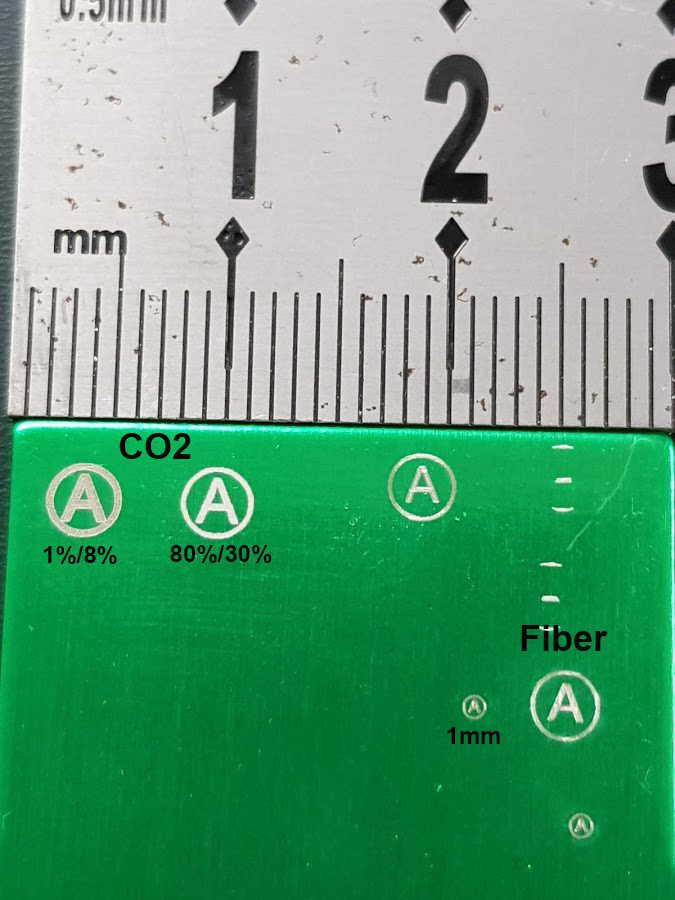 0.5mm
1 2 3
mm
CO2
A A A
1%/8% 80%/30%
Fiber
A A
1mm
A